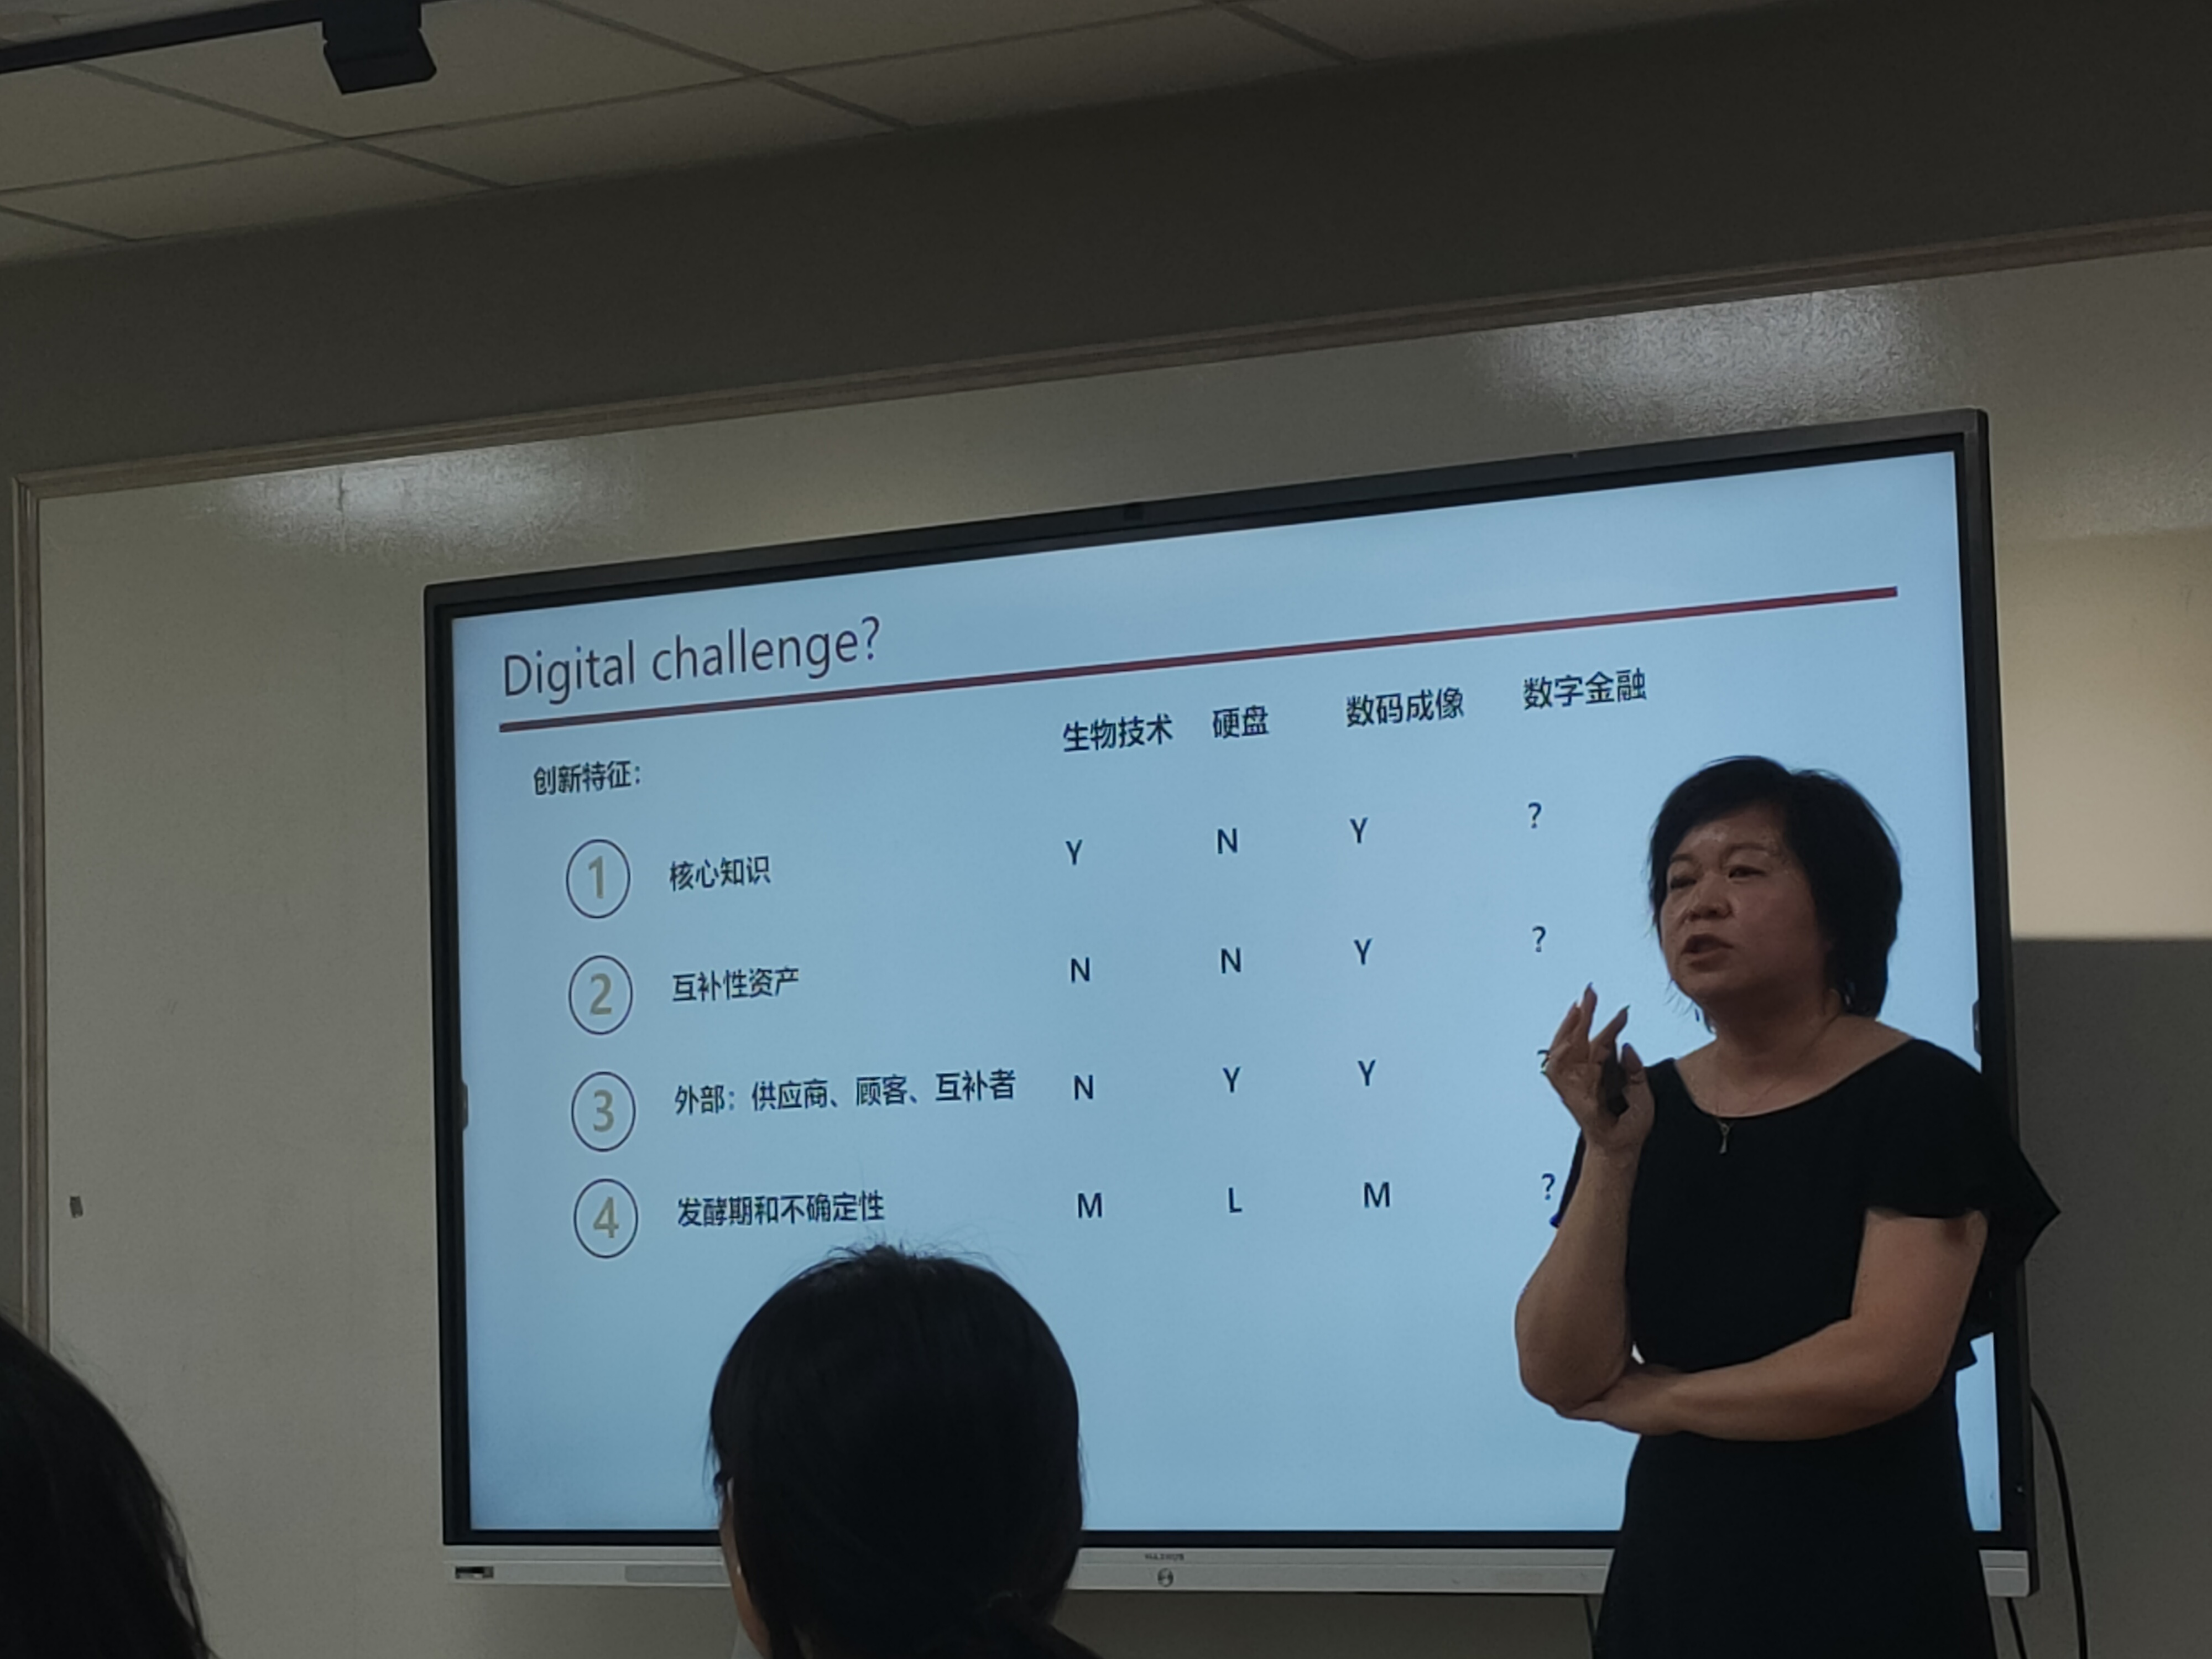 Digital challenge?
生物技术 硬盘 数码成像 数字金融
创新特征：
1 核心知识 Y N Y ?
2 互补性资产 N N Y ?
3 外部：供应商、顾客、互补者 N Y Y ?
4 发酵期和不确定性 M L M ?